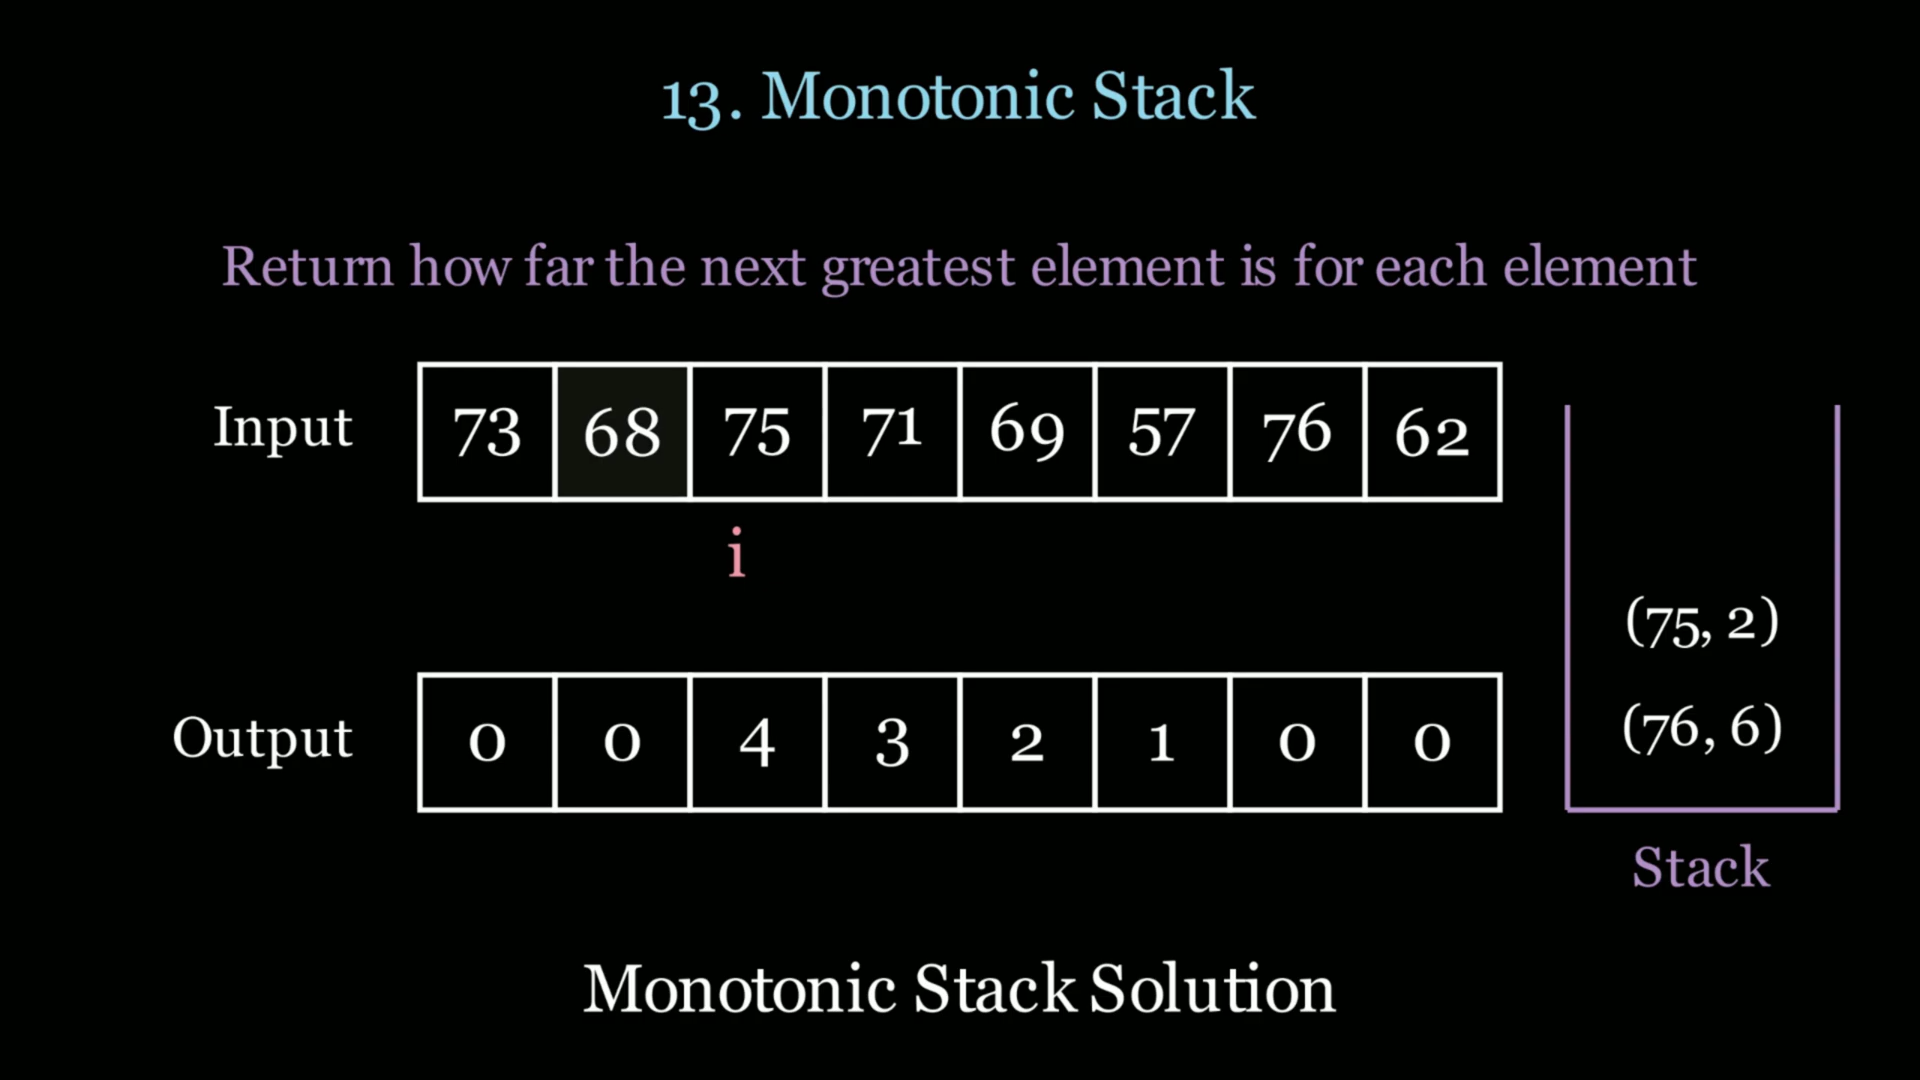 13. Monotonic Stack
Return how far the next greatest element is for each element
Input 73 68 75 71 69 57 76 62
i
(75, 2)
(76, 6)
Output 0 0 4 3 2 1 0 0
Stack
Monotonic Stack Solution